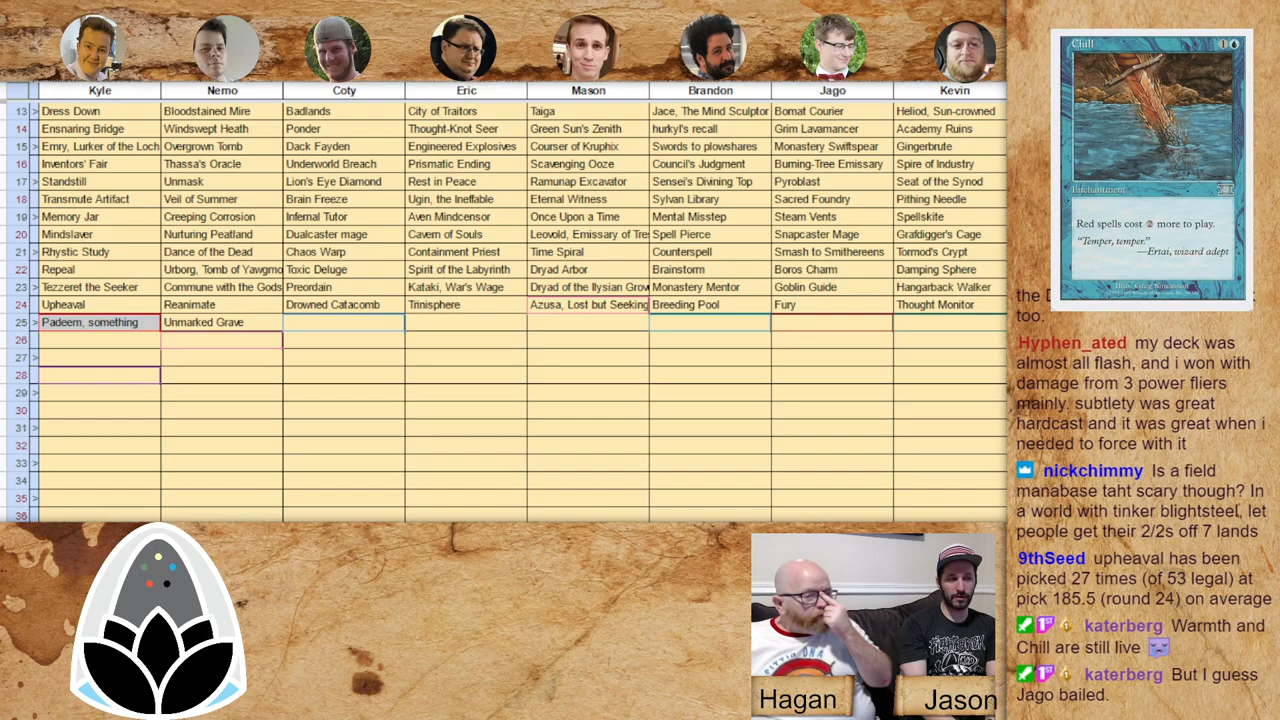 Kyle Nemo Coty Eric Mason Brandon Jago Kevin
13 > Dress Down Bloodstained Mire Badlands City of Traitors Taiga Jace, The Mind Sculptor Bomat Courier Heliod, Sun-crowned
14 Ensnaring Bridge Windswept Heath Ponder Thought-Knot Seer Green Sun's Zenith hurkyl's recall Grim Lavamancer Academy Ruins
15 > Emry, Lurker of the Loch Overgrown Tomb Dack Fayden Engineered Explosives Courser of Kruphix Swords to plowshares Monastery Swiftspear Gingerbrute
16 Inventors' Fair Thassa's Oracle Underworld Breach Prismatic Ending Scavenging Ooze Council's Judgment Burning-Tree Emissary Spire of Industry
17 > Standstill Unmask Lion's Eye Diamond Rest in Peace Ramunap Excavator Sensei's Divining Top Pyroblast Seat of the Synod
18 Transmute Artifact Veil of Summer Brain Freeze Ugin, the Ineffable Eternal Witness Sylvan Library Sacred Foundry Pithing Needle
19 > Memory Jar Creeping Corrosion Infernal Tutor Aven Mindcensor Once Upon a Time Mental Misstep Steam Vents Spellskite
20 Mindslaver Nurturing Peatland Dualcaster mage Cavern of Souls Leovold, Emissary of Tres Spell Pierce Snapcaster Mage Grafdigger's Cage
21 > Rhystic Study Dance of the Dead Chaos Warp Containment Priest Time Spiral Counterspell Smash to Smithereens Tormod's Crypt
22 Repeal Urborg, Tomb of Yawgmo Toxic Deluge Spirit of the Labyrinth Dryad Arbor Brainstorm Boros Charm Damping Sphere
23 > Tezzeret the Seeker Commune with the Gods Preordain Kataki, War's Wage Dryad of the Ilysian Grov Monastery Mentor Goblin Guide Hangarback Walker
24 Upheaval Reanimate Drowned Catacomb Trinisphere Azusa, Lost but Seeking Breeding Pool Fury Thought Monitor
25 > Padeem, something Unmarked Grave
26
27 >
28
29 >
30
31 >
32
33 >
34
35 >
36
Chill 1
Enchantment
Red spells cost 2 more to play.
"Temper, temper."
—Ertai, wizard adept
Illus. Greg Simanson
too.
Hyphen_ated my deck was
almost all flash, and i won with
damage from 3 power fliers
mainly. subtlety was great
hardcast and it was great when i
needed to force with it
nickchimmy Is a field
manabase taht scary though? In
a world with tinker blightsteel, let
people get their 2/2s off 7 lands
9thSeed upheaval has been
picked 27 times (of 53 legal) at
pick 185.5 (round 24) on average
katerberg Warmth and
Chill are still live
katerberg But I guess
Jago bailed.
Hagan
Jason